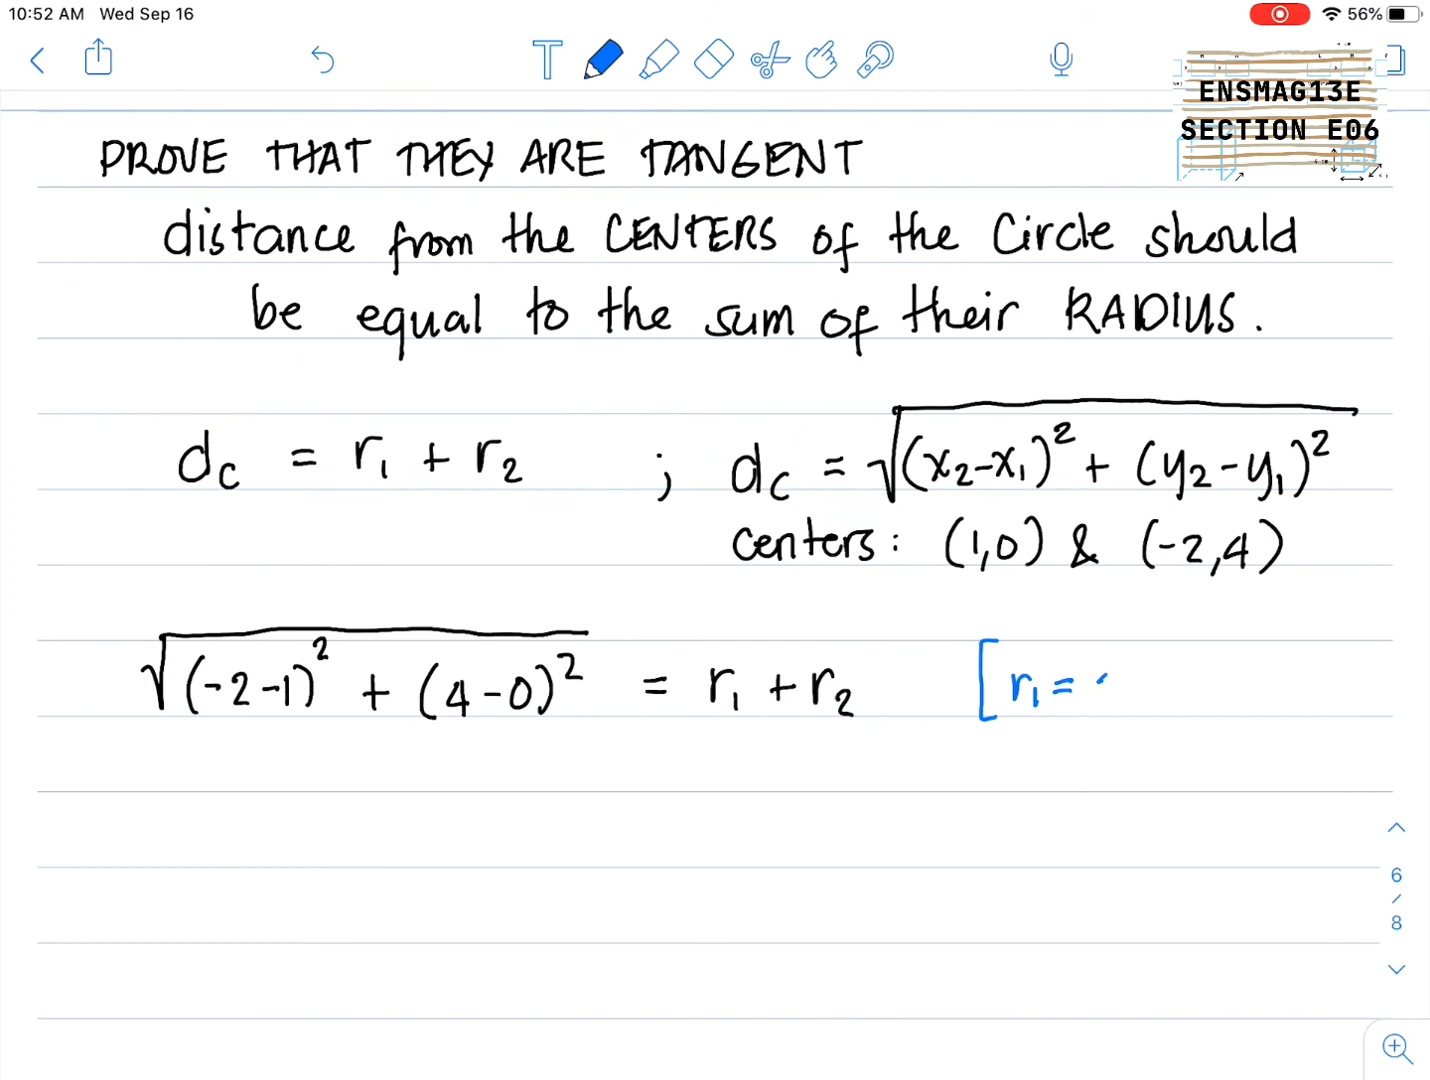 10:52 AM Wed Sep 16
56%
ENSMAG13E
SECTION E06
PROVE THAT THEY ARE TANGENT
distance from the CENTERS of the Circle should
be equal to the sum of their RADIUS.
d_c = r₁ + r₂ ; d_c = √((x₂-x₁)² + (y₂-y₁)²)
centers: (1,0) & (-2,4)
√((-2-1)² + (4-0)²) = r₁ + r₂ [r₁ =
6
/
8